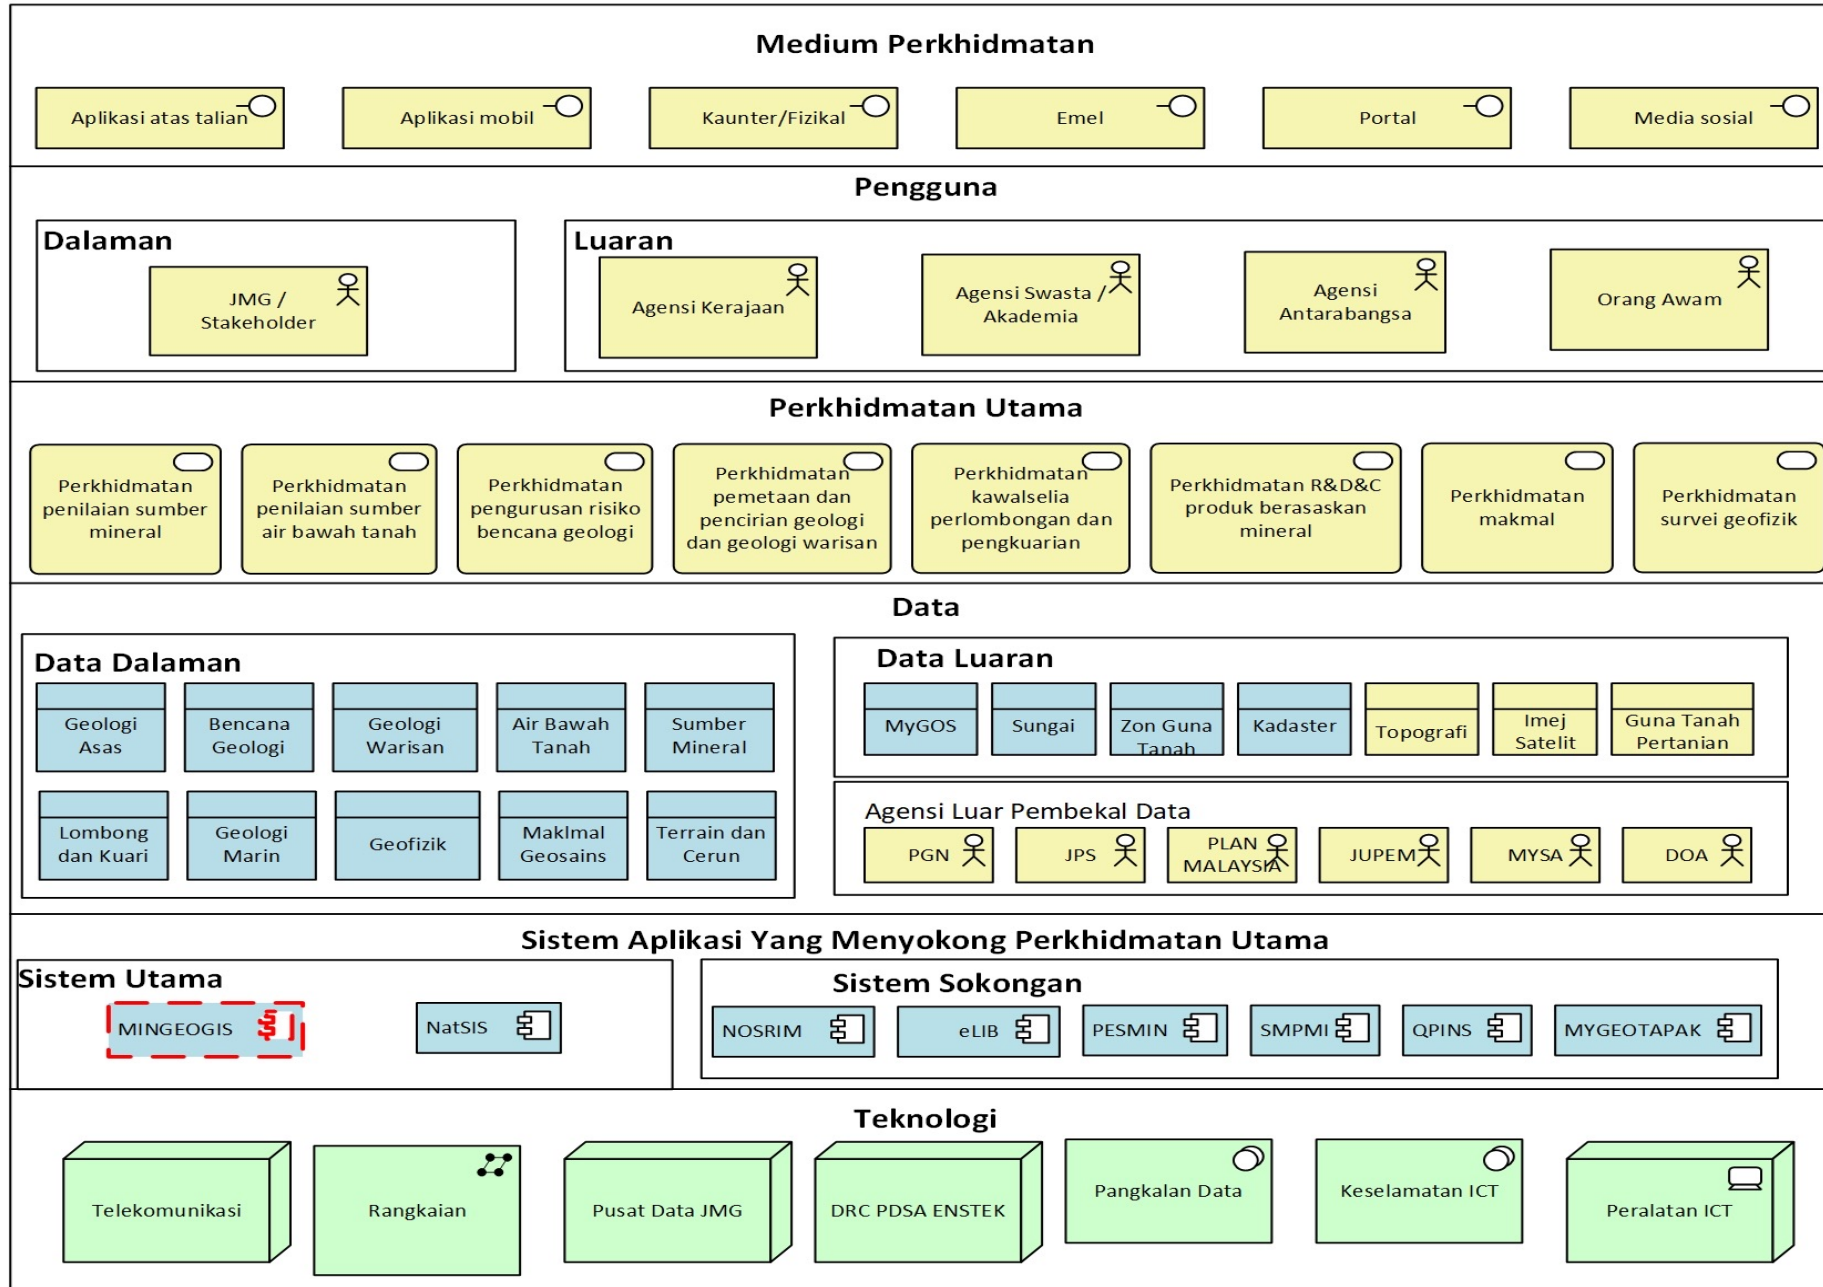 Medium Perkhidmatan
Aplikasi atas talian
Aplikasi mobil
Kaunter/Fizikal
Emel
Portal
Media sosial
Pengguna
Dalaman
JMG /
Stakeholder
Luaran
Agensi Kerajaan
Agensi Swasta /
Akademia
Agensi
Antarabangsa
Orang Awam
Perkhidmatan Utama
Perkhidmatan
penilaian sumber
mineral
Perkhidmatan
penilaian sumber
air bawah tanah
Perkhidmatan
pengurusan risiko
bencana geologi
Perkhidmatan
pemetaan dan
pencirian geologi
dan geologi warisan
Perkhidmatan
kawalselia
perlombongan dan
pengkuarian
Perkhidmatan R&D&C
produk berasaskan
mineral
Perkhidmatan
makmal
Perkhidmatan
survei geofizik
Data
Data Dalaman
Geologi
Asas
Bencana
Geologi
Geologi
Warisan
Air Bawah
Tanah
Sumber
Mineral
Lombong
dan Kuari
Geologi
Marin
Geofizik
Maklmal
Geosains
Terrain dan
Cerun
Data Luaran
MyGOS
Sungai
Zon Guna
Tanah
Kadaster
Topografi
Imej
Satelit
Guna Tanah
Pertanian
Agensi Luar Pembekal Data
PGN
JPS
PLAN
MALAYSIA
JUPEM
MYSA
DOA
Sistem Aplikasi Yang Menyokong Perkhidmatan Utama
Sistem Utama
MINGEOGIS
NatSIS
Sistem Sokongan
NOSRIM
eLIB
PESMIN
SMPMI
QPINS
MYGEOTAPAK
Teknologi
Telekomunikasi
Rangkaian
Pusat Data JMG
DRC PDSA ENSTEK
Pangkalan Data
Keselamatan ICT
Peralatan ICT